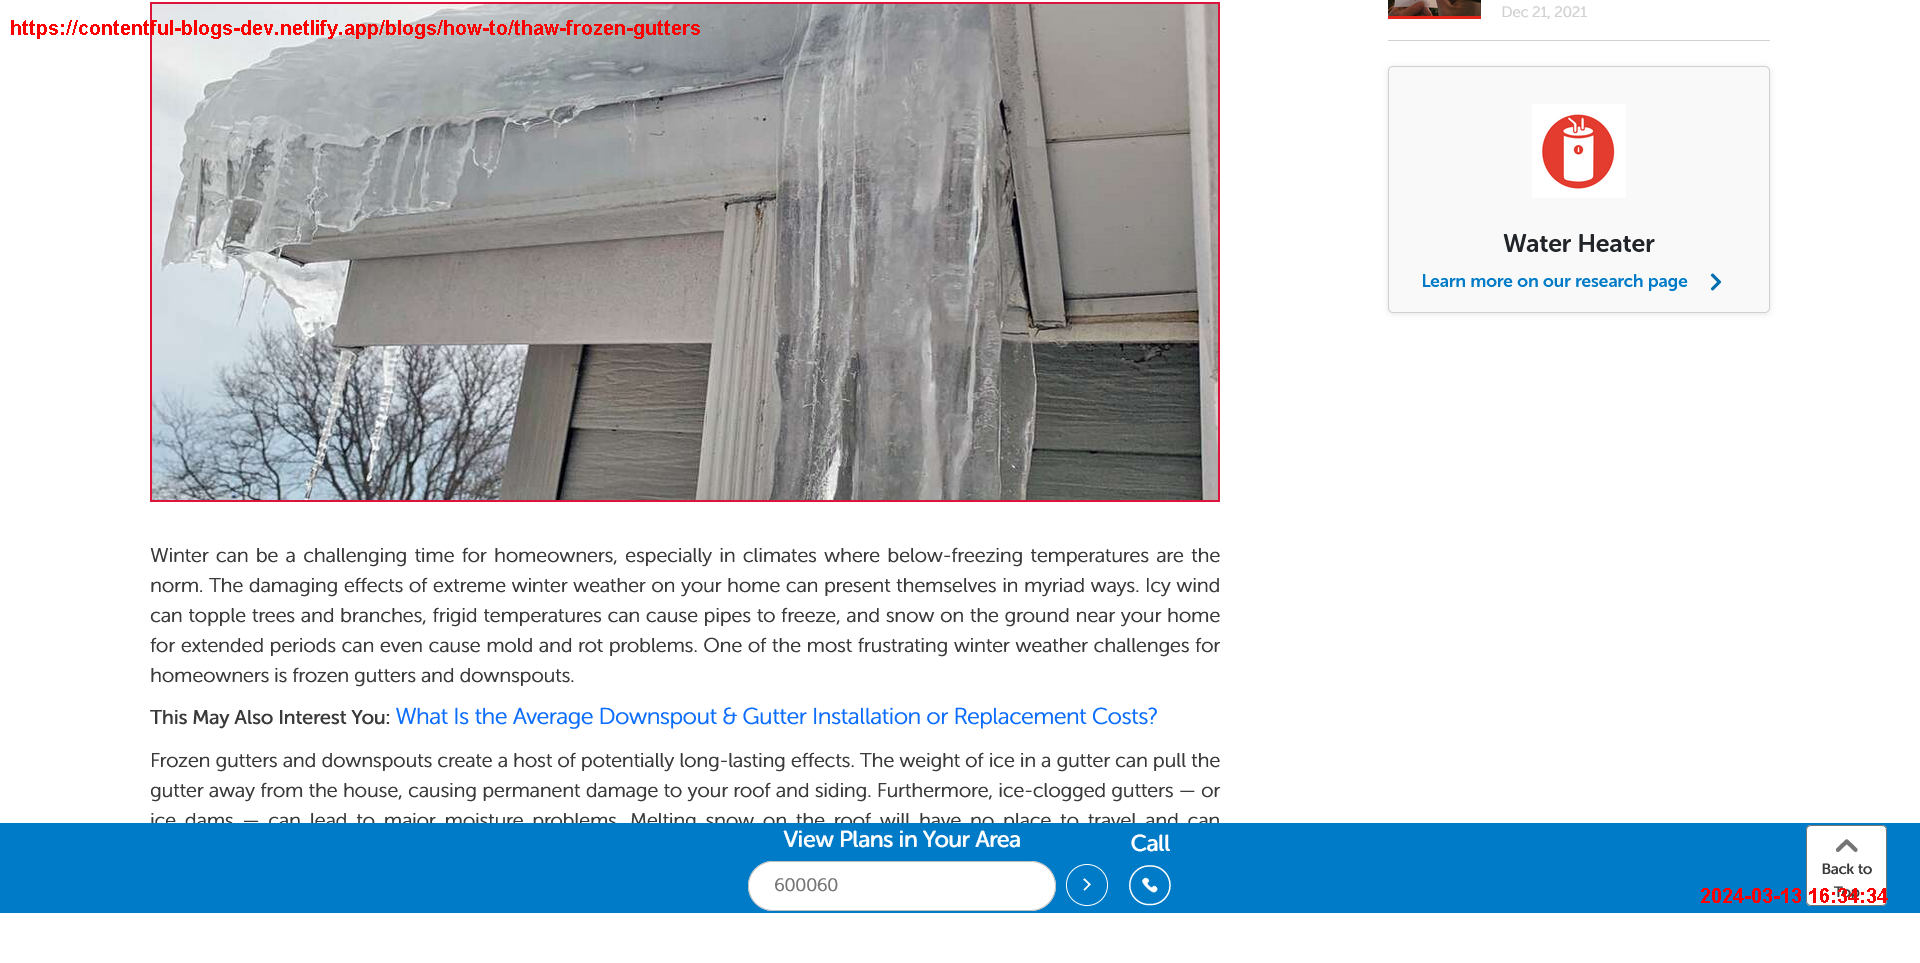 https://contentful-blogs-dev.netlify.app/blogs/how-to/thaw-frozen-gutters
Dec 21, 2021
Water Heater
Learn more on our research page
Winter can be a challenging time for homeowners, especially in climates where below-freezing temperatures are the
norm. The damaging effects of extreme winter weather on your home can present themselves in myriad ways. Icy wind
can topple trees and branches, frigid temperatures can cause pipes to freeze, and snow on the ground near your home
for extended periods can even cause mold and rot problems. One of the most frustrating winter weather challenges for
homeowners is frozen gutters and downspouts.
This May Also Interest You: What Is the Average Downspout & Gutter Installation or Replacement Costs?
Frozen gutters and downspouts create a host of potentially long-lasting effects. The weight of ice in a gutter can pull the
gutter away from the house, causing permanent damage to your roof and siding. Furthermore, ice-clogged gutters — or
ice dams — can lead to major moisture problems. Melting snow on the roof will have no place to travel and can
View Plans in Your Area
600060
Call
Back to
Top
2024-03-13 16:34:34